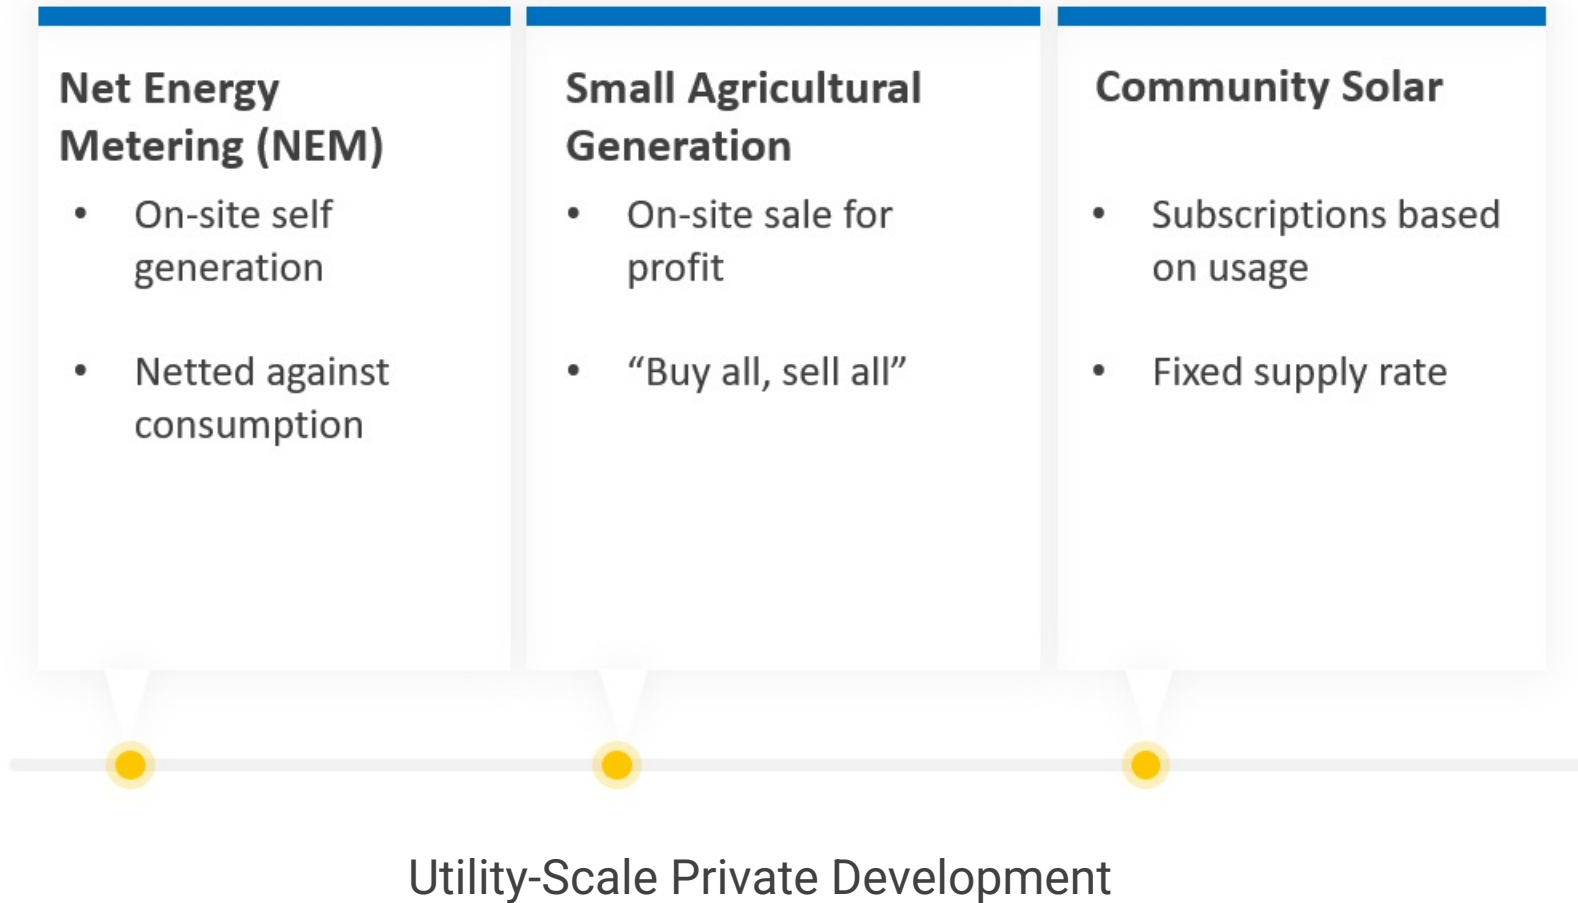 Net Energy
Metering (NEM)
• On-site self
generation
• Netted against
consumption
Small Agricultural
Generation
• On-site sale for
profit
• “Buy all, sell all”
Community Solar
• Subscriptions based
on usage
• Fixed supply rate
Utility-Scale Private Development